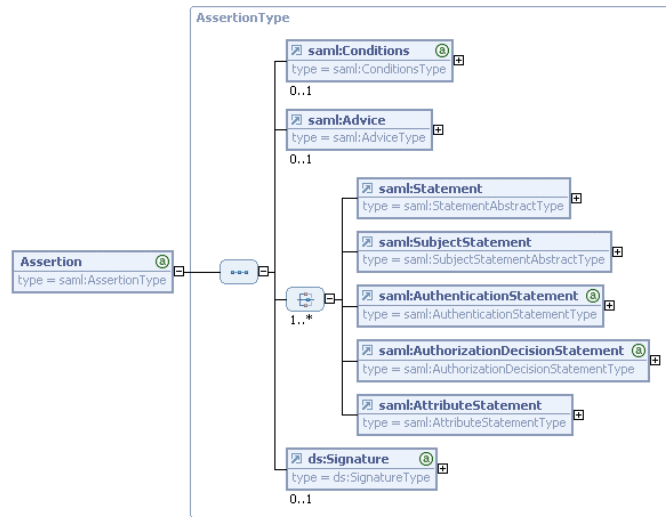 AssertionType
saml:Conditions a
type = saml:ConditionsType
0..1
saml:Advice
type = saml:AdviceType
0..1
saml:Statement
type = saml:StatementAbstractType
saml:SubjectStatement
type = saml:SubjectStatementAbstractType
Assertion a
type = saml:AssertionType
saml:AuthenticationStatement a
type = saml:AuthenticationStatementType
1..*
saml:AuthorizationDecisionStatement a
type = saml:AuthorizationDecisionStatementType
saml:AttributeStatement
type = saml:AttributeStatementType
ds:Signature a
type = ds:SignatureType
0..1